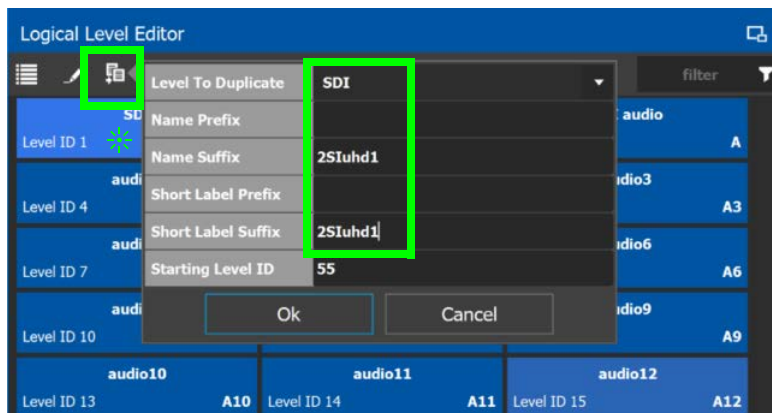 Logical Level Editor
filter
Level To Duplicate SDI
Name Prefix
Name Suffix 2SIuhd1
Short Label Prefix
Short Label Suffix 2SIuhd1
Starting Level ID 55
Ok Cancel
SD
Level ID 1
audio
A
audi
Level ID 4
A3
audi
Level ID 7
A6
audi
Level ID 10
A9
audio10 audio11 audio12
Level ID 13 A10 Level ID 14 A11 Level ID 15 A12